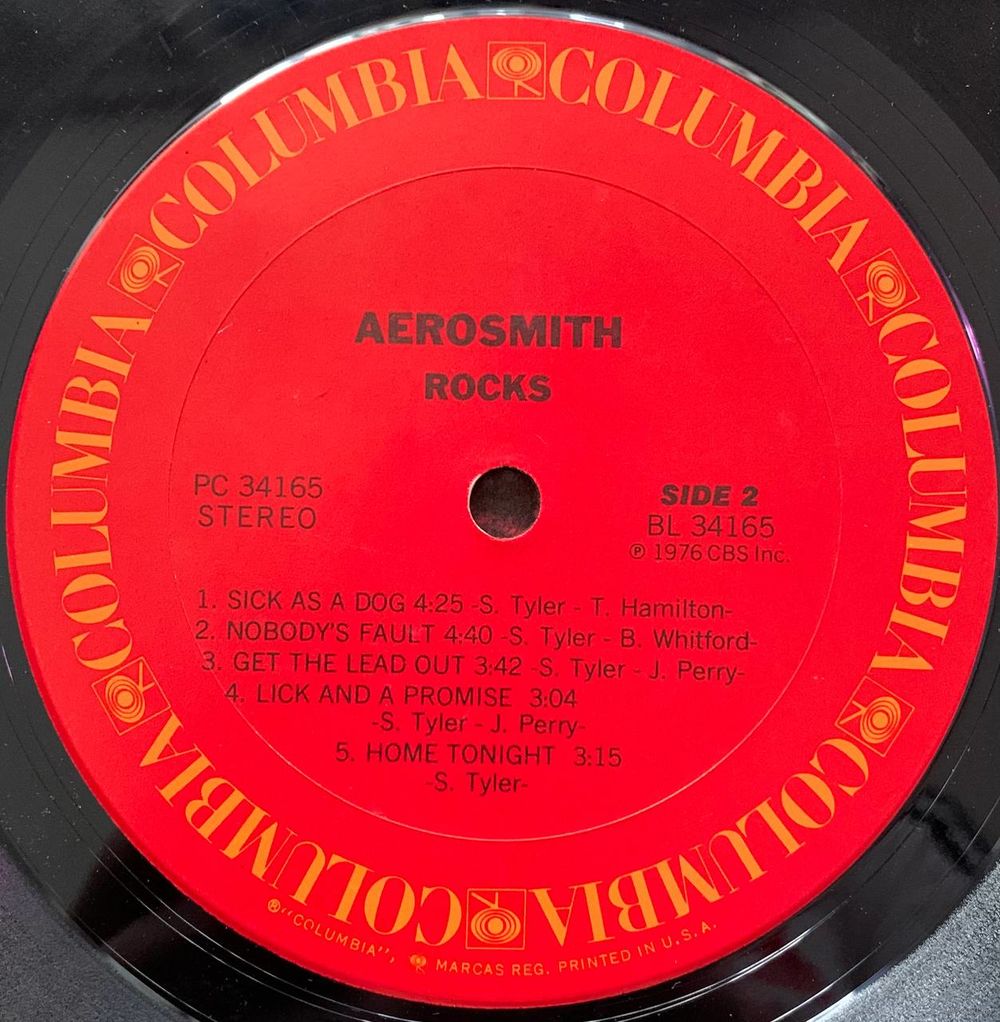 COLUMBIA COLUMBIA COLUMBIA COLUMBIA COLUMBIA COLUMBIA
AEROSMITH
ROCKS
PC 34165
STEREO
SIDE 2
BL 34165
℗ 1976 CBS Inc.
1. SICK AS A DOG 4:25 -S. Tyler - T. Hamilton-
2. NOBODY'S FAULT 4:40 -S. Tyler - B. Whitford-
3. GET THE LEAD OUT 3:42 -S. Tyler - J. Perry-
4. LICK AND A PROMISE 3:04
-S. Tyler - J. Perry-
5. HOME TONIGHT 3:15
-S. Tyler-
®"COLUMBIA", MARCAS REG. PRINTED IN U.S.A.